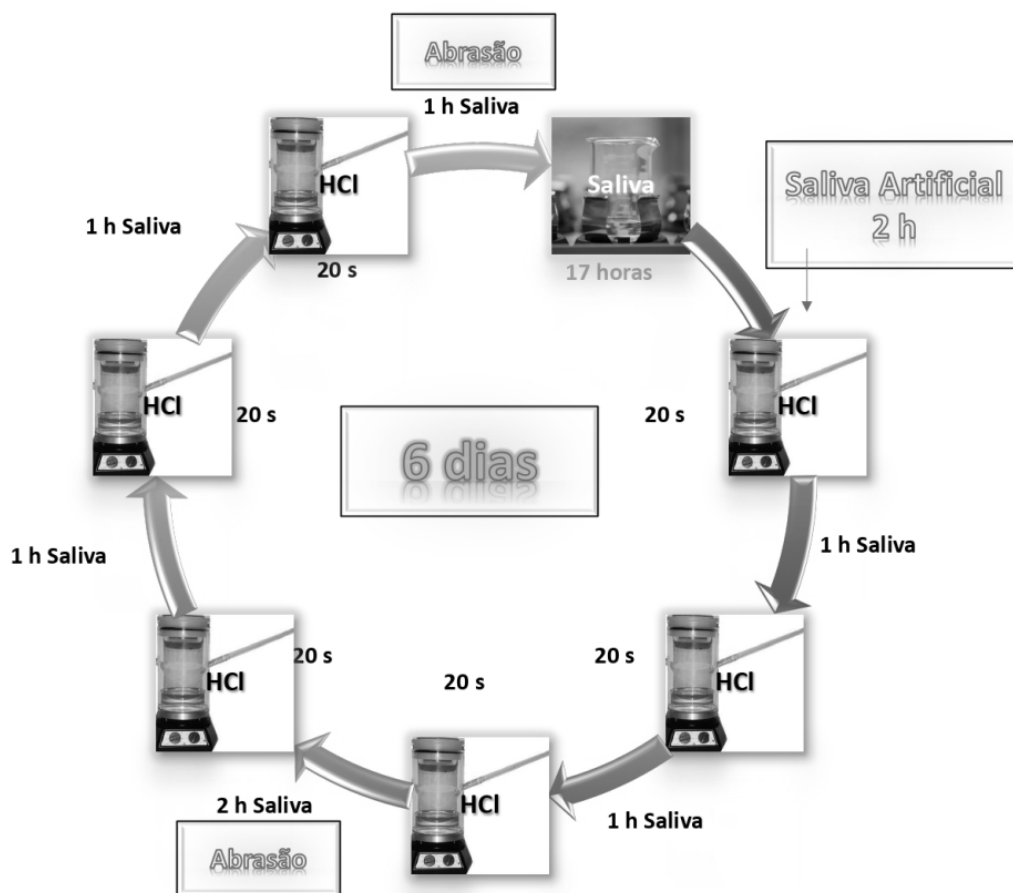 Abrasão
1 h Saliva
HCl
20 s
Saliva
17 horas
Saliva Artificial
2 h
1 h Saliva
HCl
20 s
HCl
20 s
6 dias
1 h Saliva
1 h Saliva
HCl
20 s
HCl
20 s
20 s
HCl
1 h Saliva
2 h Saliva
Abrasão